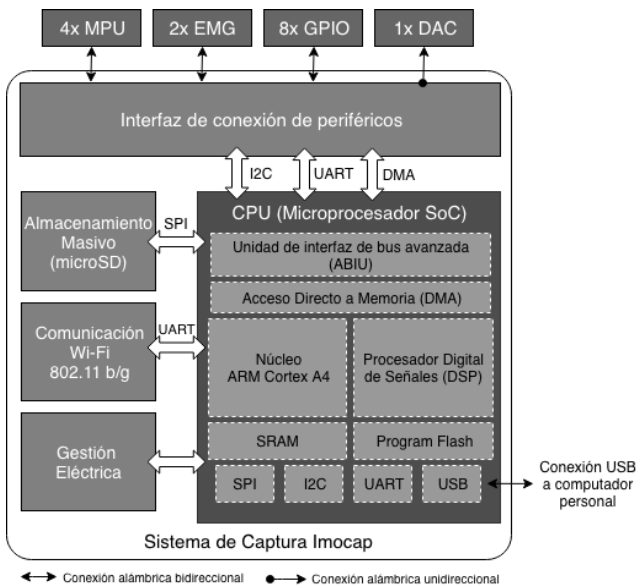 4x MPU
2x EMG
8x GPIO
1x DAC
Interfaz de conexión de periféricos
I2C
UART
DMA
CPU (Microprocesador SoC)
Almacenamiento
Masivo
(microSD)
SPI
Unidad de interfaz de bus avanzada
(ABIU)
Acceso Directo a Memoria (DMA)
Comunicación
Wi-Fi
802.11 b/g
UART
Núcleo
ARM Cortex A4
Procesador Digital
de Señales (DSP)
Gestión
Eléctrica
SRAM
Program Flash
SPI
I2C
UART
USB
Conexión USB
a computador
personal
Sistema de Captura Imocap
Conexión alámbrica bidireccional
Conexión alámbrica unidireccional